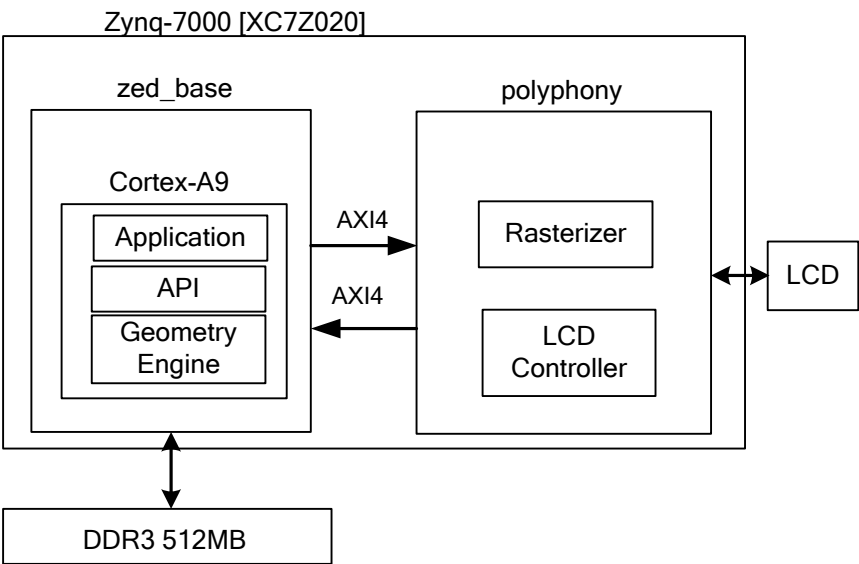 Zynq-7000 [XC7Z020]
zed_base
polyphony
Cortex-A9
Application
API
Geometry
Engine
AXI4
AXI4
Rasterizer
LCD
Controller
LCD
DDR3 512MB